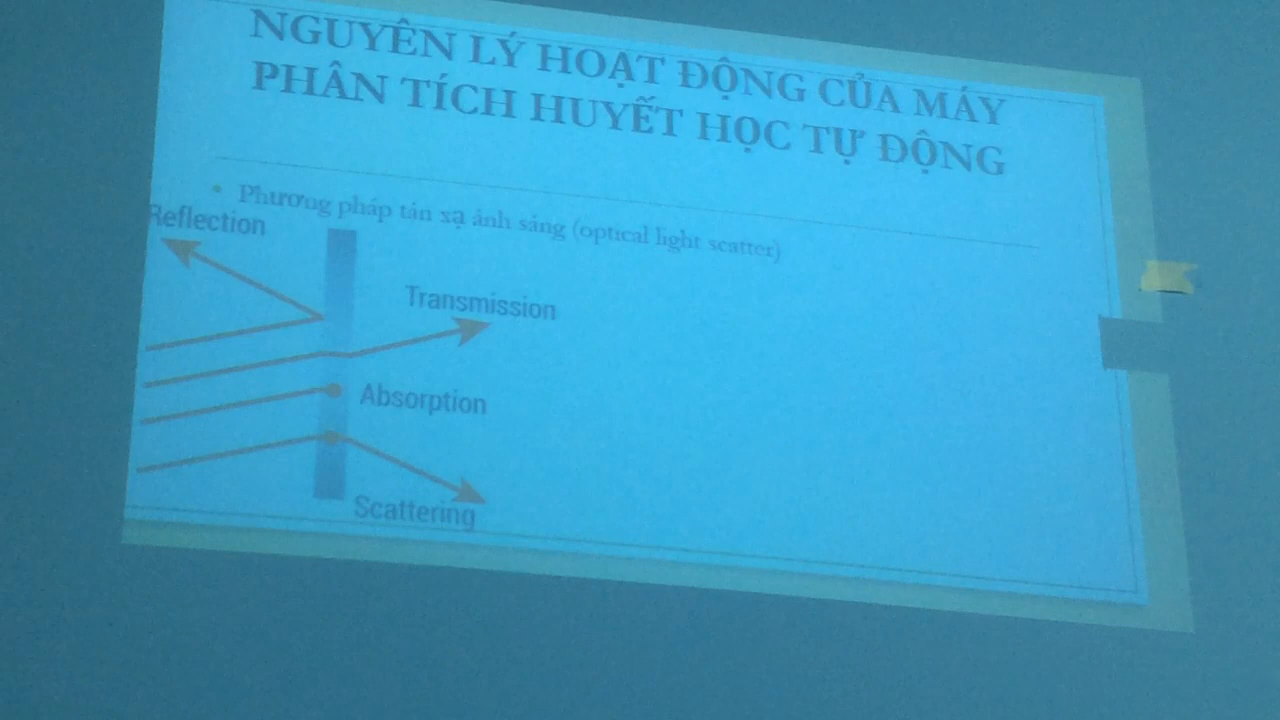 NGUYÊN LÝ HOẠT ĐỘNG CỦA MÁY
PHÂN TÍCH HUYẾT HỌC TỰ ĐỘNG
• Phương pháp tán xạ ánh sáng (optical light scatter)
Reflection
Transmission
Absorption
Scattering